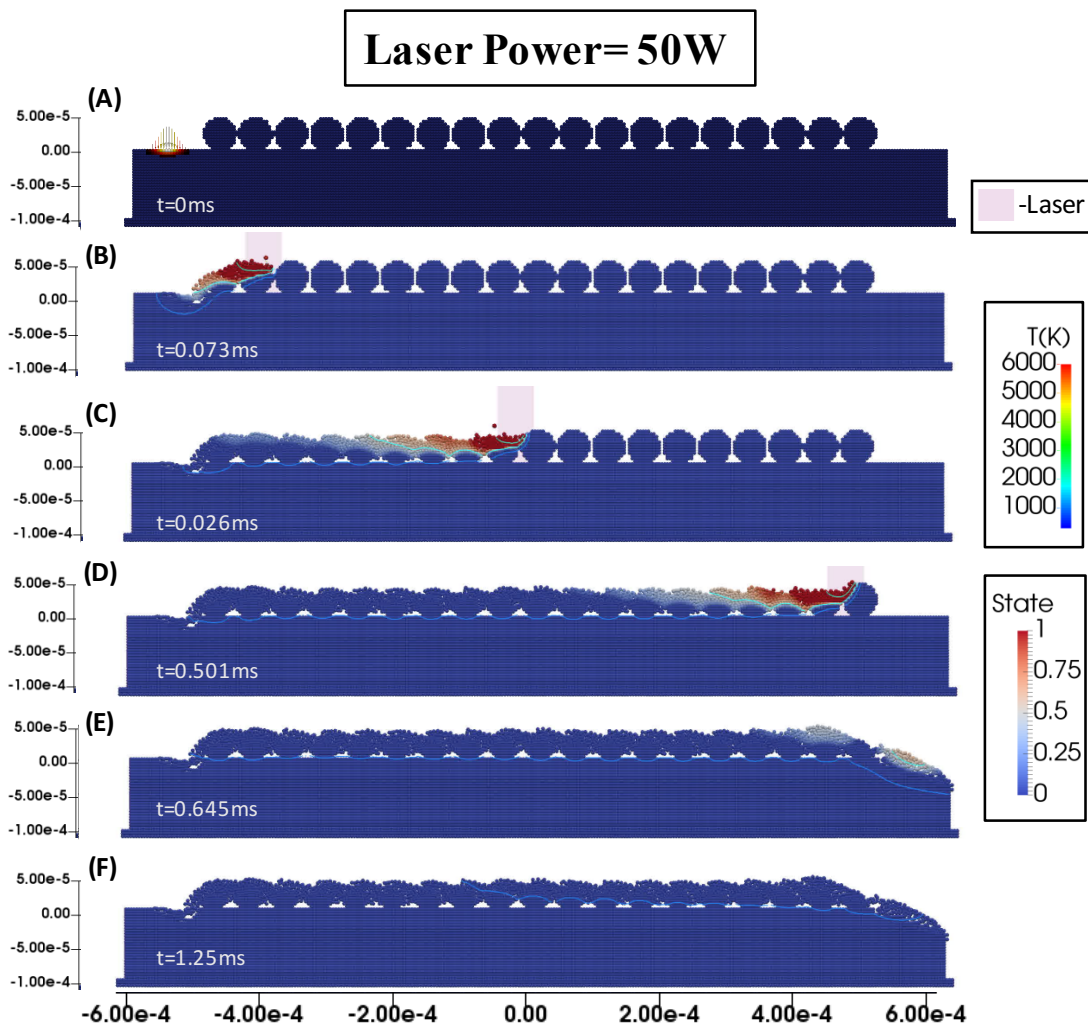 Laser Power= 50W
(A)
5.00e-5
0.00
-5.00e-5
-1.00e-4
t=0ms
-Laser
(B)
5.00e-5
0.00
-5.00e-5
-1.00e-4
t=0.073ms
T(K)
6000
5000
4000
3000
2000
1000
(C)
5.00e-5
0.00
-5.00e-5
-1.00e-4
t=0.026ms
(D)
5.00e-5
0.00
-5.00e-5
-1.00e-4
t=0.501ms
State
1
0.75
0.5
0.25
0
(E)
5.00e-5
0.00
-5.00e-5
-1.00e-4
t=0.645ms
(F)
5.00e-5
0.00
-5.00e-5
-1.00e-4
t=1.25ms
-6.00e-4 -4.00e-4 -2.00e-4 0.00 2.00e-4 4.00e-4 6.00e-4